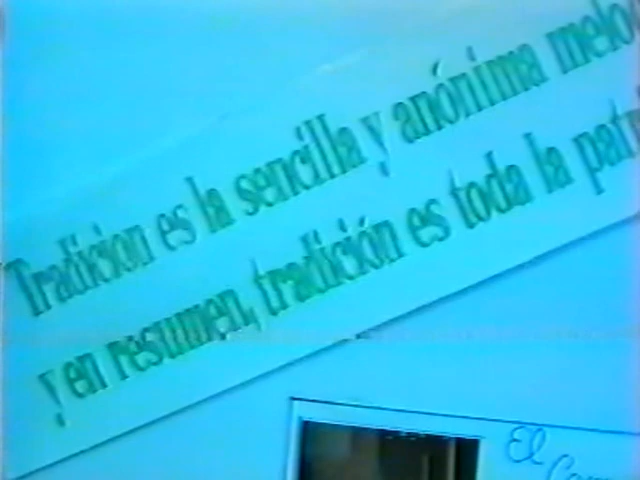 Tradicion es la sencilla y anónima melo
y en resumen, tradición es toda la patr
El